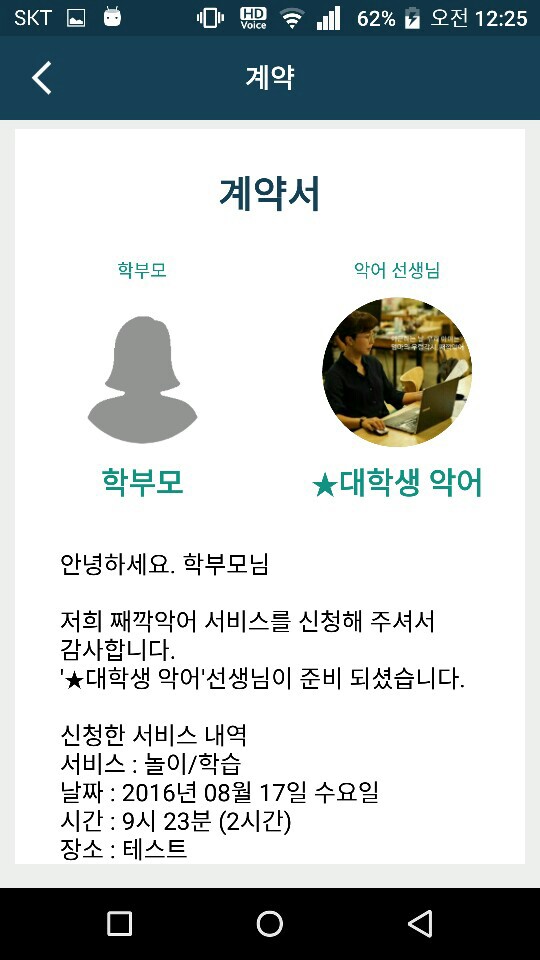 SKT HD Voice 62% 오전 12:25
계약
계약서
학부모 악어 선생님
학부모 ★대학생 악어
안녕하세요. 학부모님
저희 째깍악어 서비스를 신청해 주셔서
감사합니다.
'★대학생 악어'선생님이 준비 되셨습니다.
신청한 서비스 내역
서비스 : 놀이/학습
날짜 : 2016년 08월 17일 수요일
시간 : 9시 23분 (2시간)
장소 : 테스트